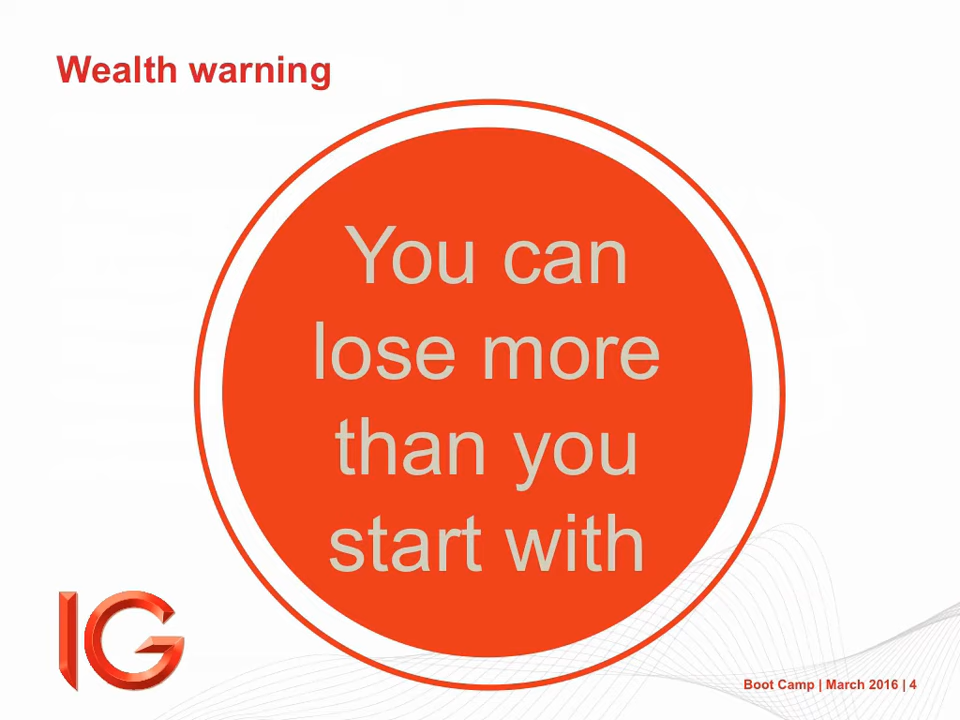 Wealth warning
You can
lose more
than you
start with
IG
Boot Camp | March 2016 | 4